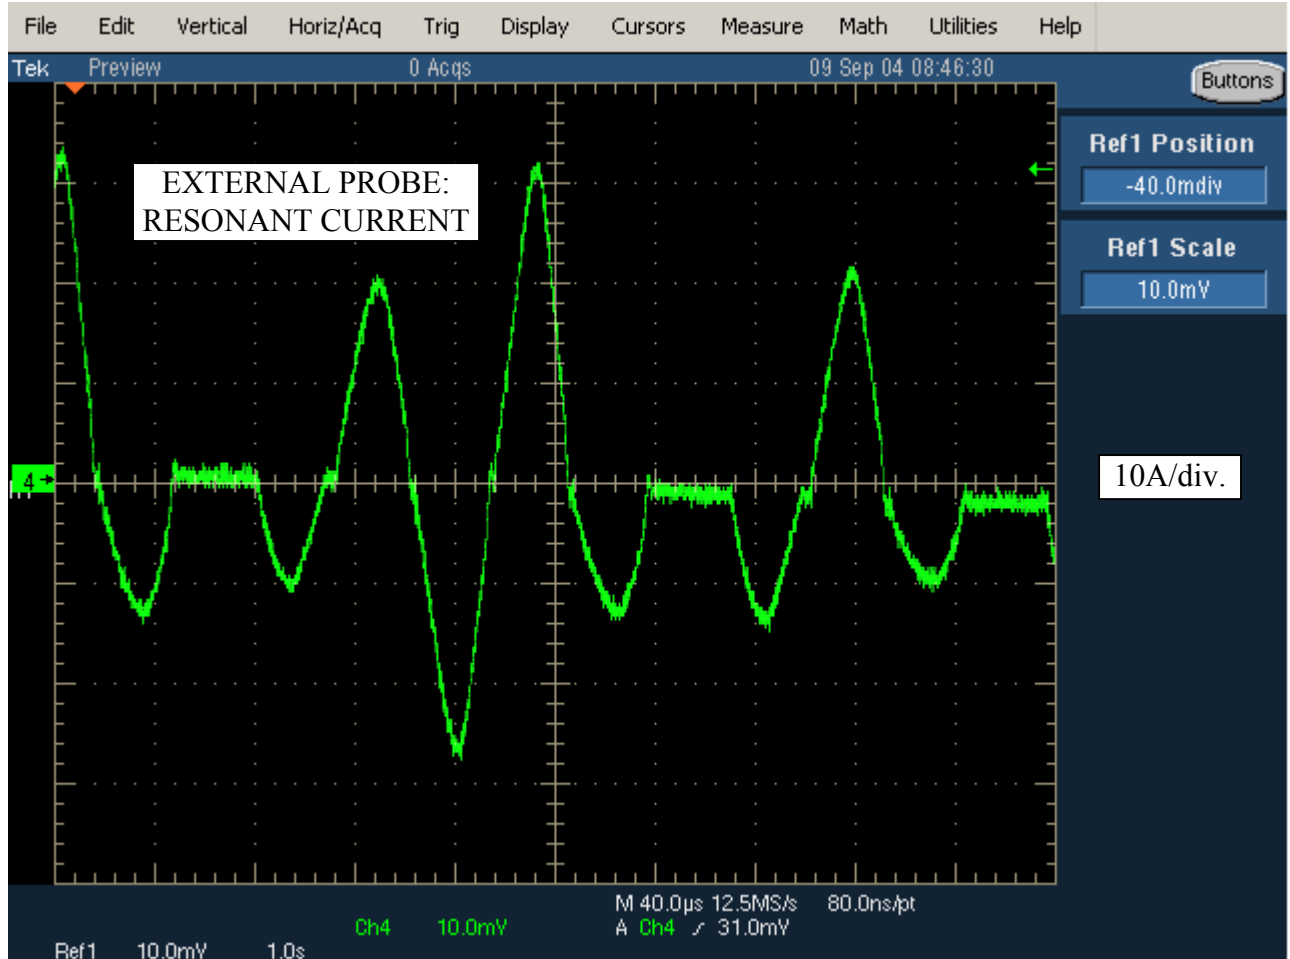 File Edit Vertical Horiz/Acq Trig Display Cursors Measure Math Utilities Help
Tek Preview 0 Acqs 09 Sep 04 08:46:30
Buttons
Ref1 Position
-40.0mdiv
Ref1 Scale
10.0mV
EXTERNAL PROBE:
RESONANT CURRENT
4
10A/div.
M 40.0µs 12.5MS/s 80.0ns/pt
Ch4 10.0mV A Ch4 31.0mV
Ref1 10.0mV 1.0s